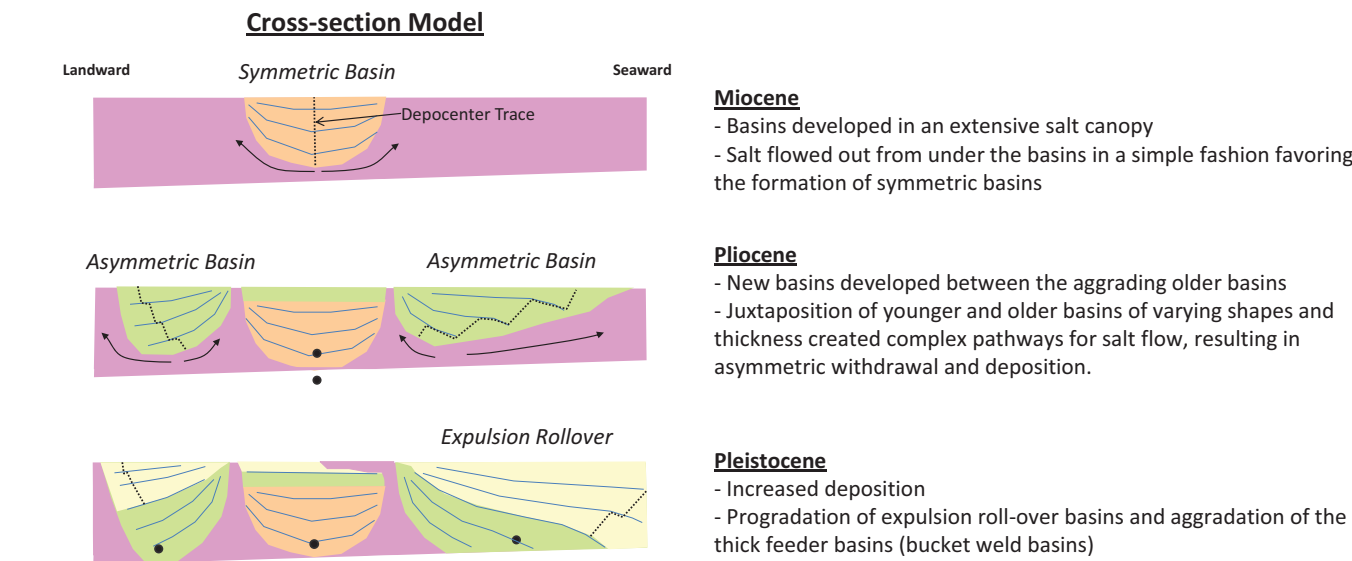 Cross-section Model
Landward
Symmetric Basin
Seaward
Depocenter Trace
Miocene
- Basins developed in an extensive salt canopy
- Salt flowed out from under the basins in a simple fashion favoring
the formation of symmetric basins
Asymmetric Basin
Asymmetric Basin
Pliocene
- New basins developed between the aggrading older basins
- Juxtaposition of younger and older basins of varying shapes and
thickness created complex pathways for salt flow, resulting in
asymmetric withdrawal and deposition.
Expulsion Rollover
Pleistocene
- Increased deposition
- Progradation of expulsion roll-over basins and aggradation of the
thick feeder basins (bucket weld basins)